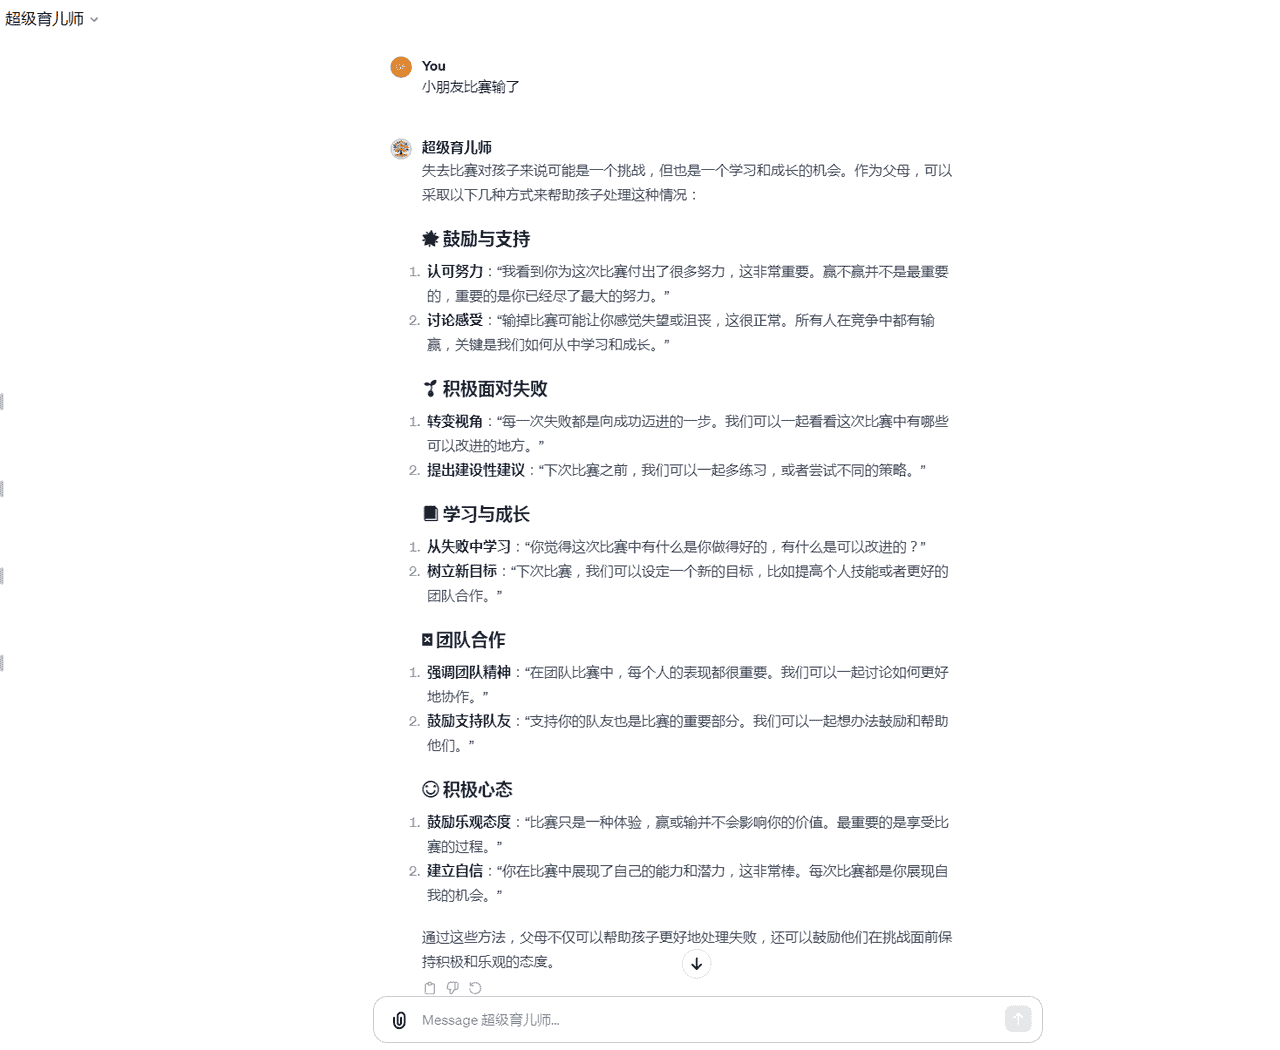 超级育儿师
You
小朋友比赛输了
超级育儿师
失去比赛对孩子来说可能是一个挑战，但也是一个学习和成长的机会。作为父母，可以
采取以下几种方式来帮助孩子处理这种情况：
鼓励与支持
1. 认可努力：“我看到你为这次比赛付出了很多努力，这非常重要。赢不赢并不是最重要
的，重要的是你已经尽了最大的努力。”
2. 讨论感受：“输掉比赛可能让你感觉失望或沮丧，这很正常。所有人在竞争中都有输
赢，关键是我们如何从中学习和成长。”
积极面对失败
1. 转变视角：“每一次失败都是向成功迈进的一步。我们可以一起看看这次比赛中有哪些
可以改进的地方。”
2. 提出建设性建议：“下次比赛之前，我们可以一起多练习，或者尝试不同的策略。”
学习与成长
1. 从失败中学习：“你觉得这次比赛中有什么是你做得好的，有什么是可以改进的？”
2. 树立新目标：“下次比赛，我们可以设定一个新的目标，比如提高个人技能或者更好的
团队合作。”
团队合作
1. 强调团队精神：“在团队比赛中，每个人的表现都很重要。我们可以一起讨论如何更好
地协作。”
2. 鼓励支持队友：“支持你的队友也是比赛的重要部分。我们可以一起想办法鼓励和帮助
他们。”
积极心态
1. 鼓励乐观态度：“比赛只是一种体验，赢或输并不会影响你的价值。最重要的是享受比
赛的过程。”
2. 建立自信：“你在比赛中展现了自己的能力和潜力，这非常棒。每次比赛都是你展现自
我的机会。”
通过这些方法，父母不仅可以帮助孩子更好地处理失败，还可以鼓励他们在挑战面前保
持积极和乐观的态度。
Message 超级育儿师...